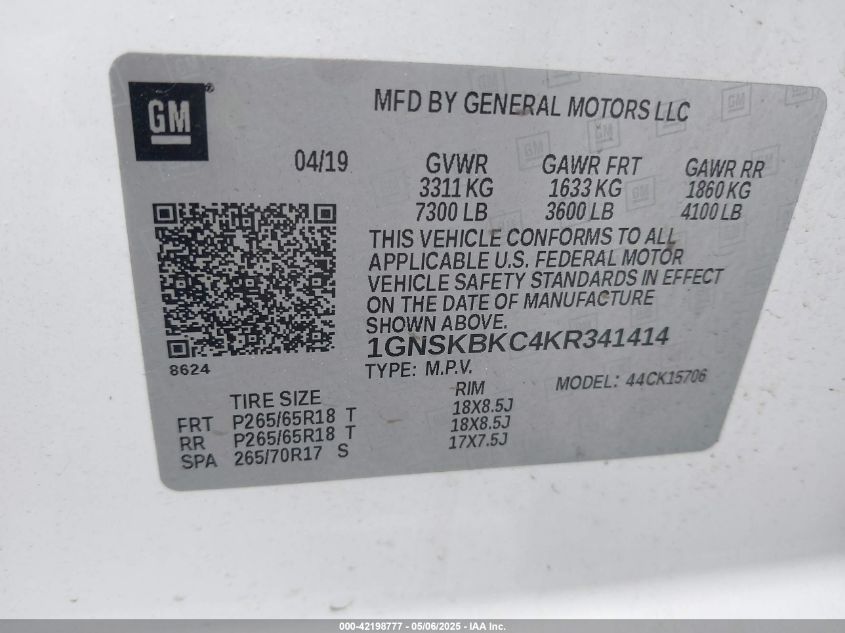 GM
MFD BY GENERAL MOTORS LLC
04/19 GVWR GAWR FRT GAWR RR
3311 KG 1633 KG 1860 KG
7300 LB 3600 LB 4100 LB
THIS VEHICLE CONFORMS TO ALL
APPLICABLE U.S. FEDERAL MOTOR
VEHICLE SAFETY STANDARDS IN EFFECT
ON THE DATE OF MANUFACTURE
SHOWN ABOVE.
1GNSKBKC4KR341414
8624
TYPE: M.P.V.
MODEL: 44CK15706
TIRE SIZE RIM
FRT P265/65R18 T 18X8.5J
RR P265/65R18 T 18X8.5J
SPA 265/70R17 S 17X7.5J
000-42198777 - 05/06/2025 - IAA Inc.